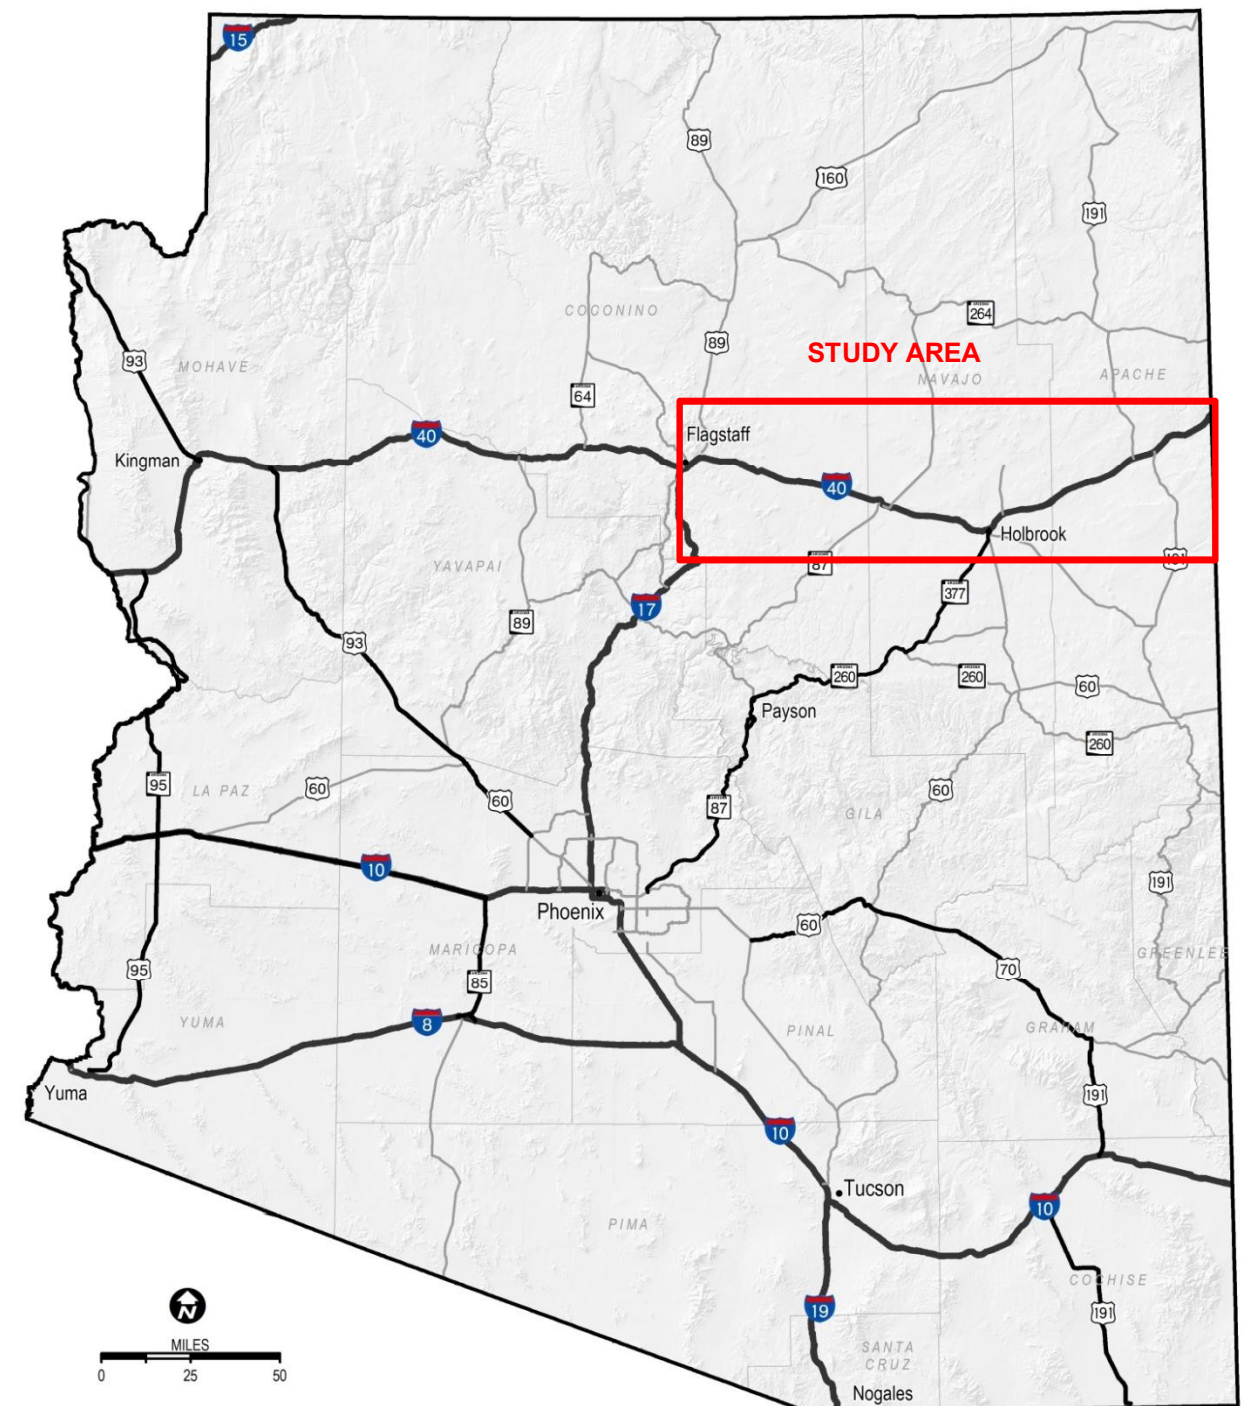 15
89
160
191
COCONINO
264
89
STUDY AREA
93
MOHAVE
NAVAJO
APACHE
64
Flagstaff
40
Kingman
40
Holbrook
87
191
YAVAPAI
377
17
89
93
260
260
60
Payson
260
95
LA PAZ
60
60
87
60
GILA
10
191
Phoenix
60
MARICOPA
GREENLEE
95
85
70
YUMA
8
PINAL
GRAHAM
Yuma
191
10
Tucson
10
PIMA
COCHISE
N
19
191
MILES
SANTA
CRUZ
0 25 50
Nogales